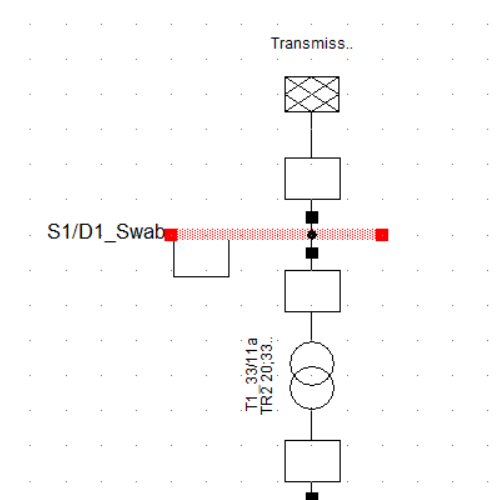 Transmiss..
S1/D1_Swab
T1_33/11a
TR2 20;33..